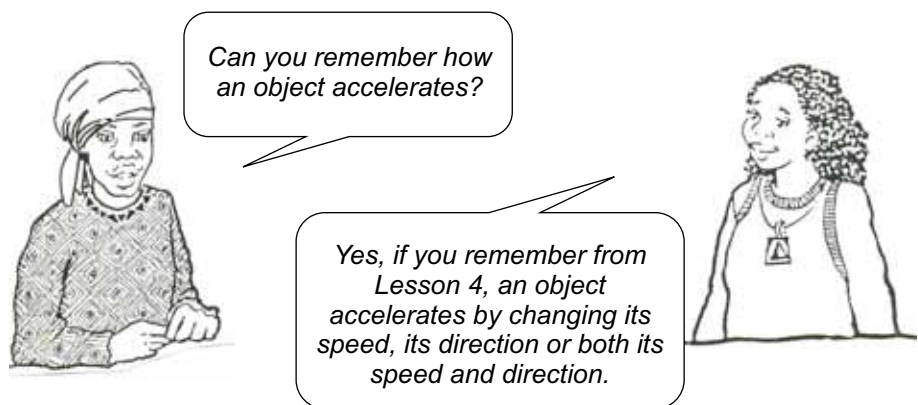 Can you remember how
an object accelerates?
Yes, if you remember from
Lesson 4, an object
accelerates by changing its
speed, its direction or both its
speed and direction.